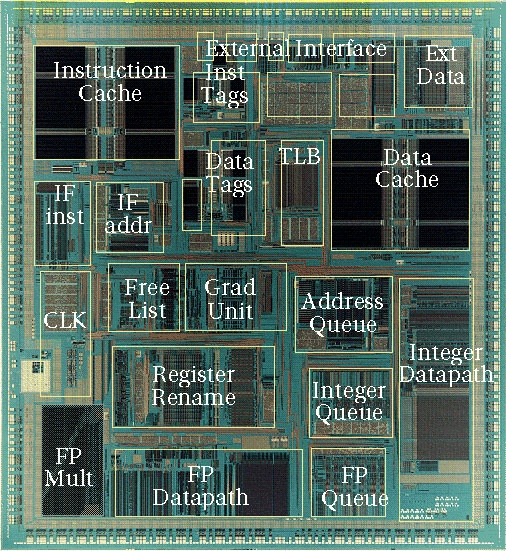 External Interface
Instruction
Cache
Inst
Tags
Ext
Data
Data
Tags
TLB
Data
Cache
IF
inst
IF
addr
Free
List
Grad
Unit
CLK
Address
Queue
Integer
Datapath
Register
Rename
Integer
Queue
FP
Mult
FP
Datapath
FP
Queue